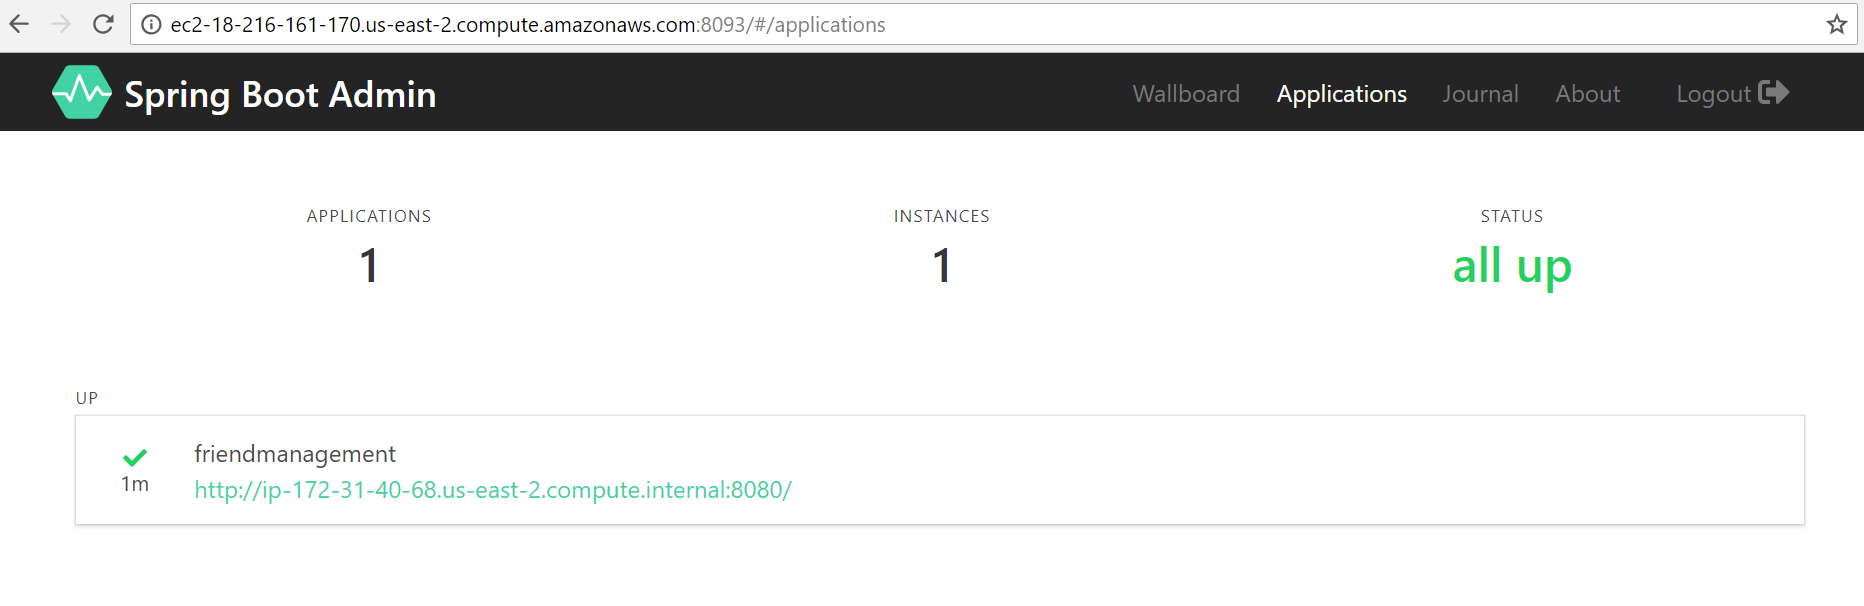 ec2-18-216-161-170.us-east-2.compute.amazonaws.com:8093/#/applications
Spring Boot Admin
Wallboard Applications Journal About Logout
APPLICATIONS INSTANCES STATUS
1 1 all up
UP
friendmanagement
1m
http://ip-172-31-40-68.us-east-2.compute.internal:8080/